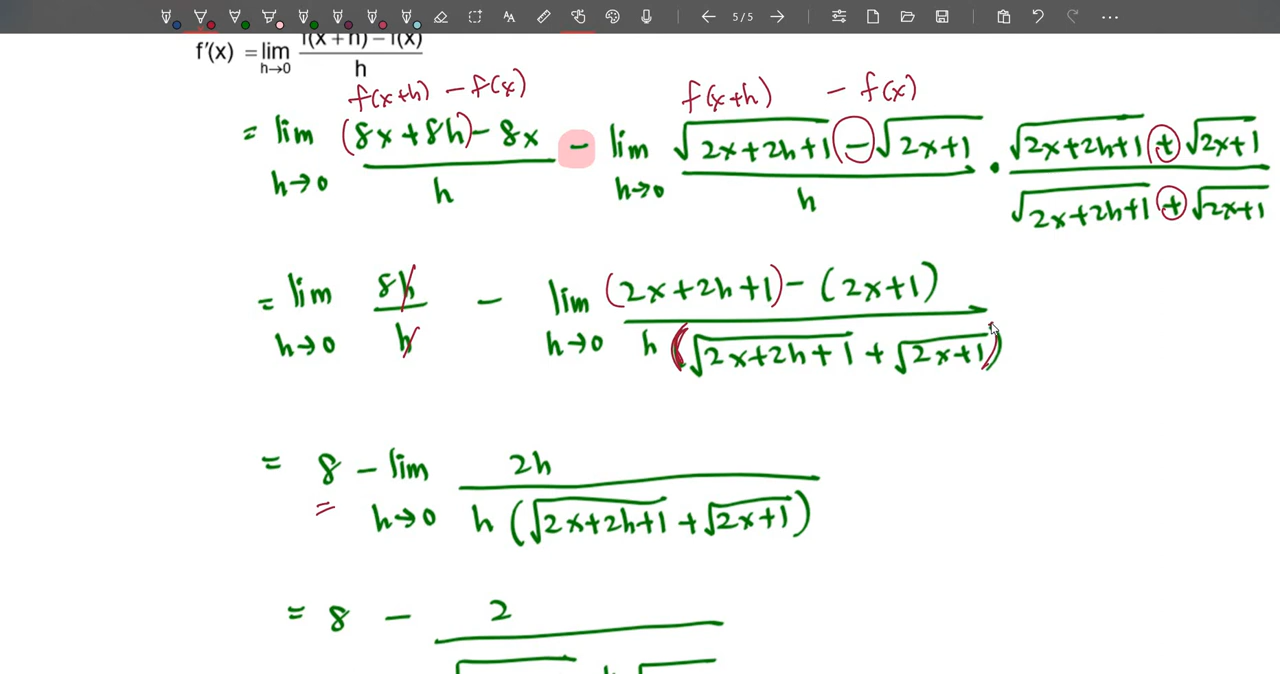 5/5
f'(x) = lim h→0 f(x+h) − f(x) / h
f(x+h) − f(x) f(x+h) − f(x)
= lim h→0 (8x+8h) − 8x / h − lim h→0 √(2x+2h+1) − √(2x+1) / h · √(2x+2h+1) + √(2x+1) / √(2x+2h+1) + √(2x+1)
= lim h→0 8h / h − lim h→0 (2x+2h+1) − (2x+1) / h (√(2x+2h+1) + √(2x+1))
= 8 − lim h→0 2h / h (√(2x+2h+1) + √(2x+1))
= 8 − 2